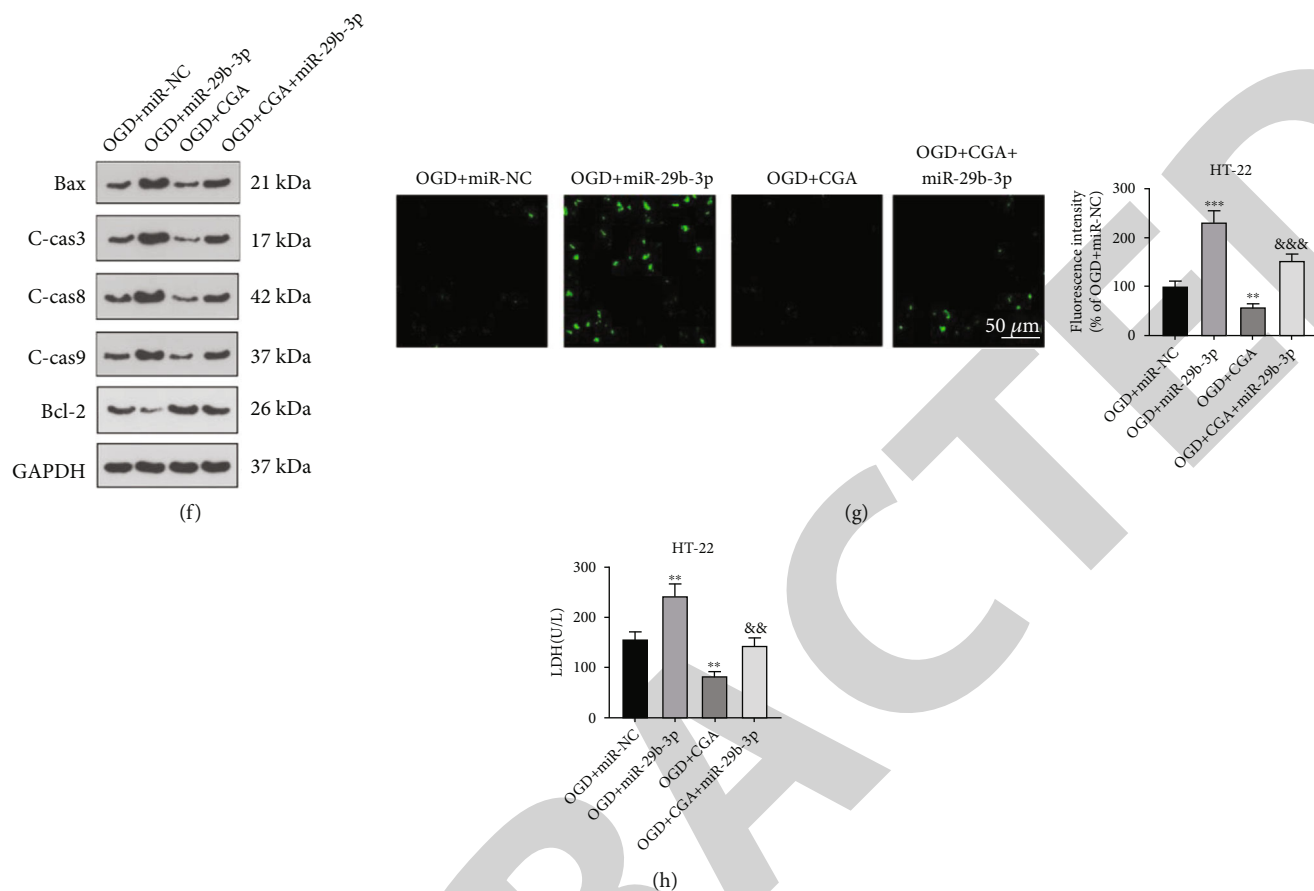 OGD+miR-NC
OGD+miR-29b-3p
OGD+CGA
OGD+CGA+miR-29b-3p
Bax 21 kDa
C-cas3 17 kDa
C-cas8 42 kDa
C-cas9 37 kDa
Bcl-2 26 kDa
GAPDH 37 kDa
(f)
OGD+miR-NC
OGD+miR-29b-3p
OGD+CGA
OGD+CGA+
miR-29b-3p
50 μm
HT-22
Fluorescence intensity
(% of OGD+miR-NC)
300
200
100
0
***
**
&&&
OGD+miR-NC
OGD+miR-29b-3p
OGD+CGA
OGD+CGA+miR-29b-3p
(g)
HT-22
LDH(U/L)
300
200
100
0
**
**
&&
OGD+miR-NC
OGD+miR-29b-3p
OGD+CGA
OGD+CGA+miR-29b-3p
(h)
RACTED